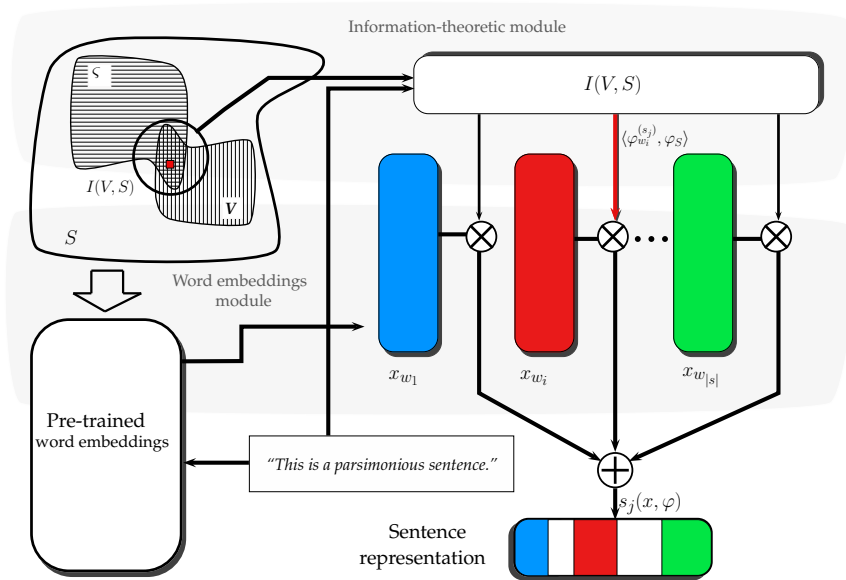 Information-theoretic module
ς
I(V, S)
I(V, S)
V
S
⟨φ_{w_i}^{(s_j)}, φ_S⟩
Word embeddings
module
x_{w_1}
x_{w_i}
x_{w_{|s|}}
Pre-trained
word embeddings
“This is a parsimonious sentence.”
s_j(x, φ)
Sentence
representation